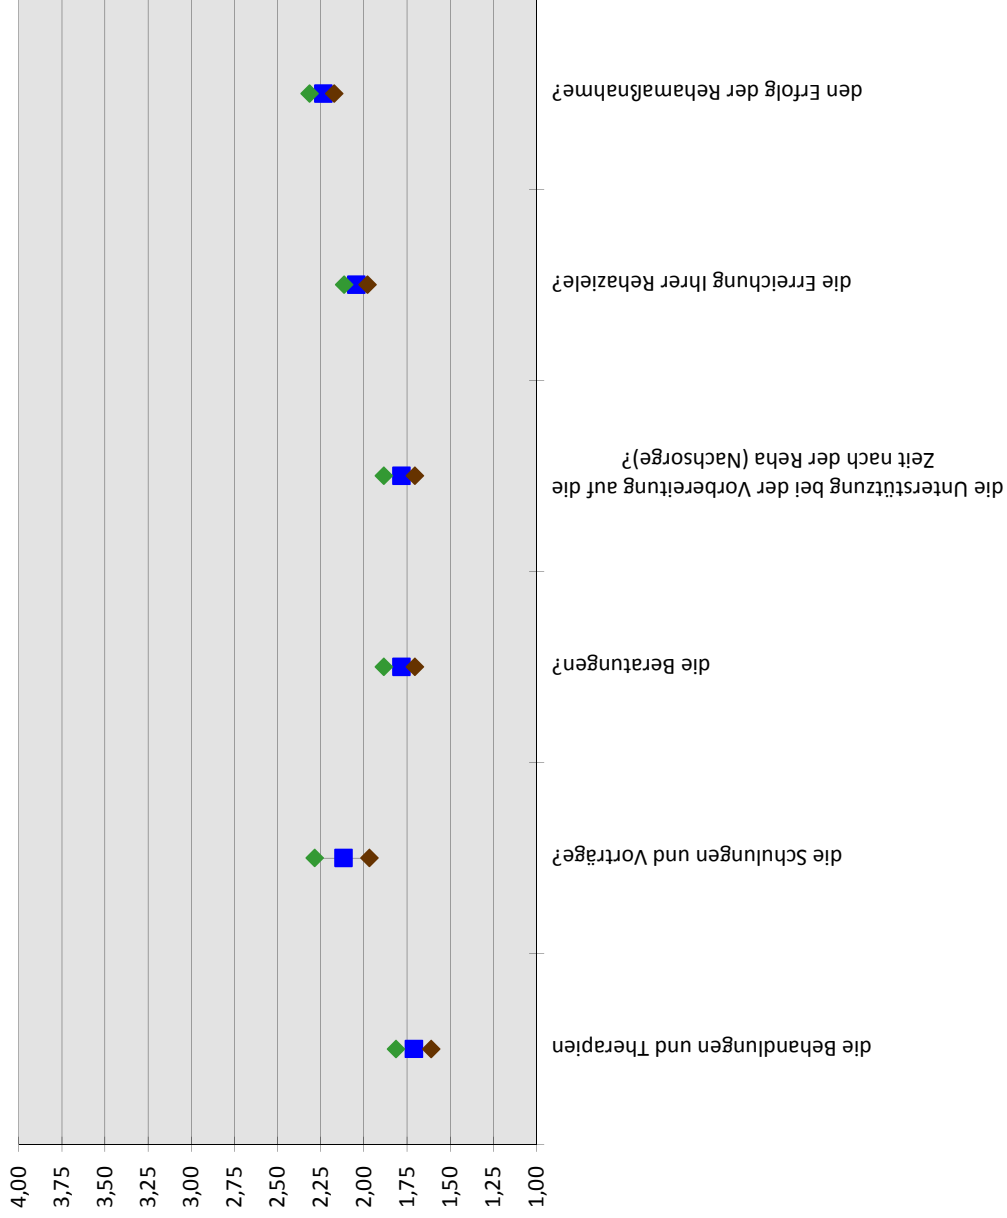 den Erfolg der Rehamaßnahme?
die Erreichung Ihrer Rehaziele?
die Unterstützung bei der Vorbereitung auf die
Zeit nach der Reha (Nachsorge)?
die Beratungen?
die Schulungen und Vorträge?
die Behandlungen und Therapien
4,00
3,75
3,50
3,25
3,00
2,75
2,50
2,25
2,00
1,75
1,50
1,25
1,00